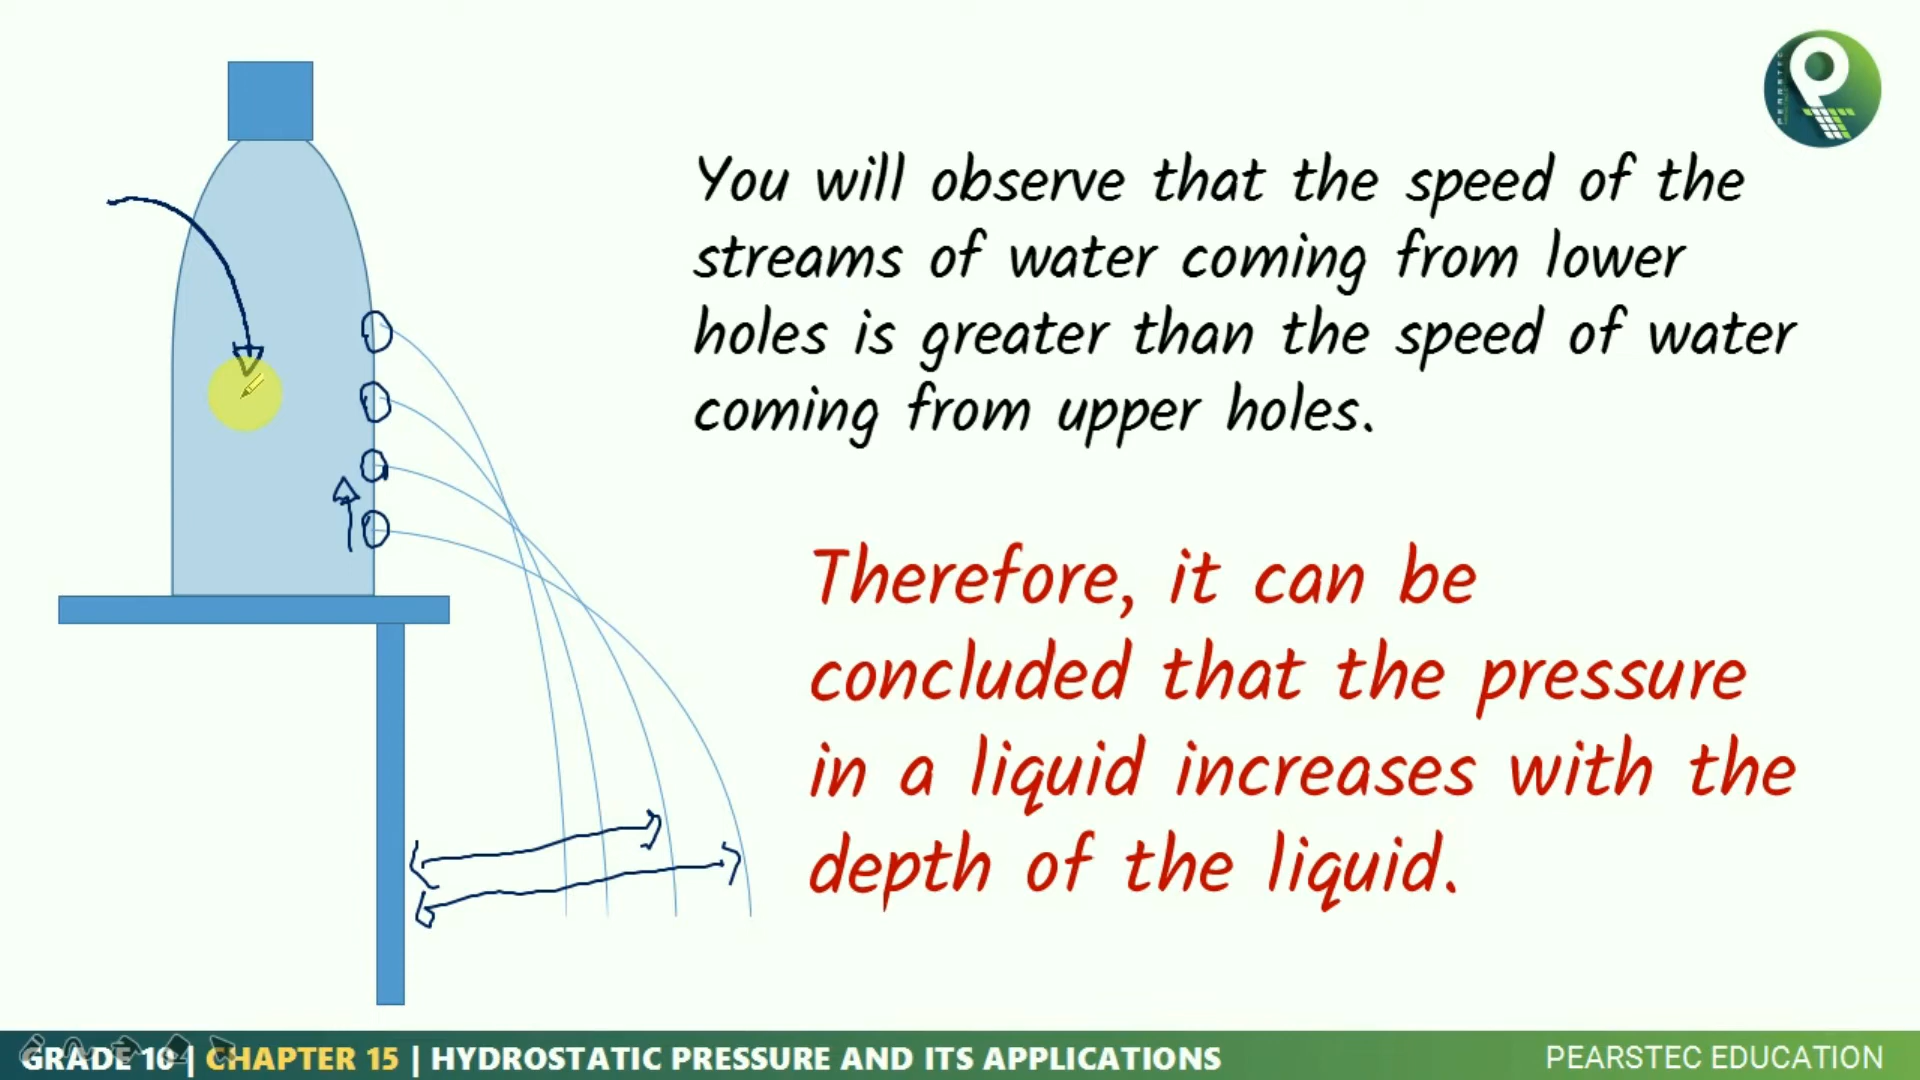 You will observe that the speed of the
streams of water coming from lower
holes is greater than the speed of water
coming from upper holes.
Therefore, it can be
concluded that the pressure
in a liquid increases with the
depth of the liquid.
PEARSTEC
GRADE 10 | CHAPTER 15 | HYDROSTATIC PRESSURE AND ITS APPLICATIONS
PEARSTEC EDUCATION